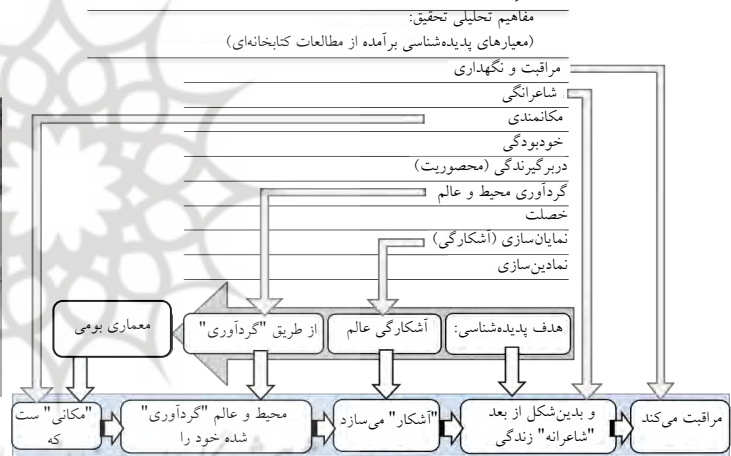 مفاهیم تحلیلی تحقیق:
(معیارهای پدیده‌شناسی برآمده از مطالعات کتابخانه‌ای)
مراقبت و نگهداری
شاعرانگی
مکانمندی
خودبودگی
دربرگیرندگی (محصوریت)
گردآوری محیط و عالم
خصلت
نمایان‌سازی (آشکارگی)
نمادین‌سازی
هدف پدیده‌شناسی:
آشکارگی عالم
از طریق "گردآوری"
معماری بومی
"مکانی" ست
که
محیط و عالم "گردآوری"
شده خود را
"آشکار" می‌سازد
و بدین‌شکل از بعد
"شاعرانه" زندگی
مراقبت می‌کند